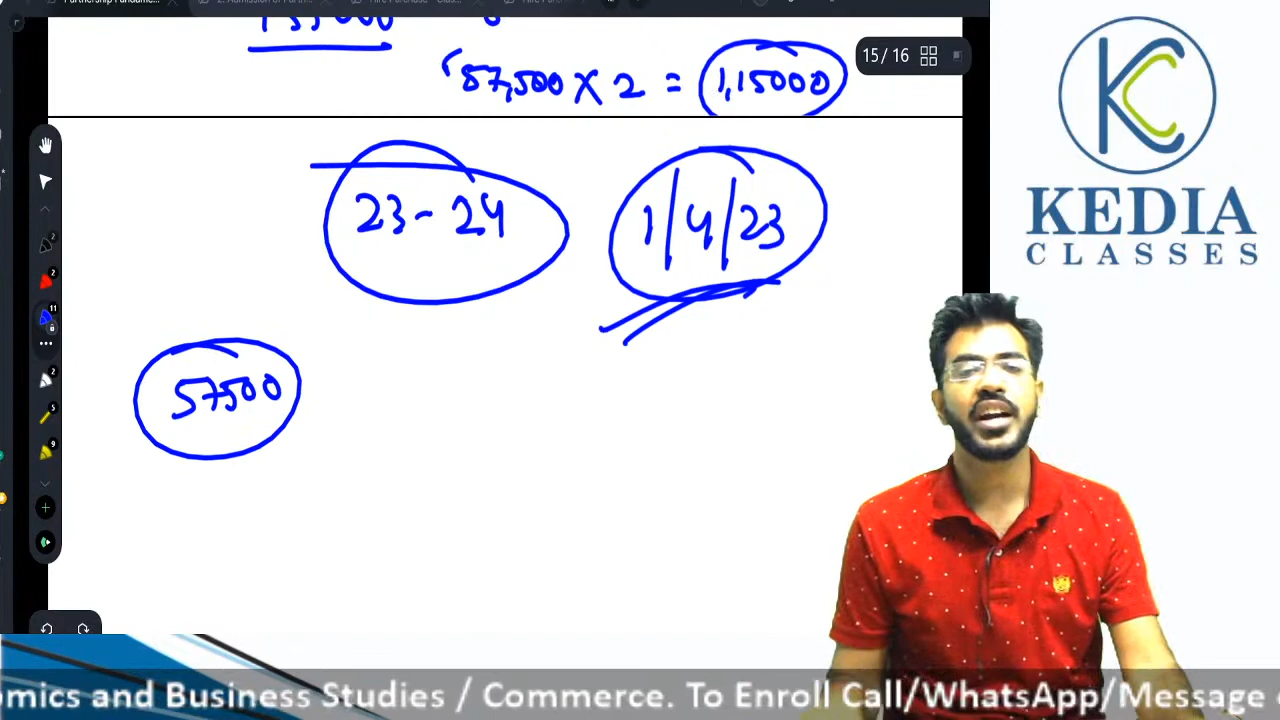 57,500 X 2 = 1,15000
15/16
23-24
1/4/23
57500
KC
KEDIA
CLASSES
omics and Business Studies / Commerce. To Enroll Call/WhatsApp/Message